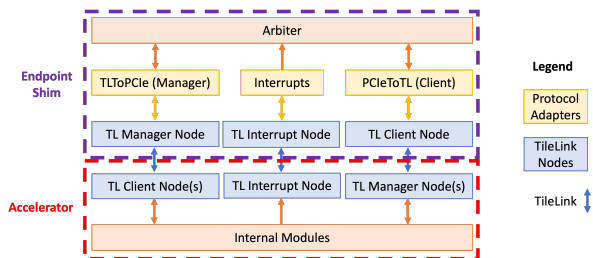 Arbiter
Endpoint
Shim
TLToPCIe (Manager)
Interrupts
PCIeToTL (Client)
TL Manager Node
TL Interrupt Node
TL Client Node
Accelerator
TL Client Node(s)
TL Interrupt Node
TL Manager Node(s)
Internal Modules
Legend
Protocol
Adapters
TileLink
Nodes
TileLink